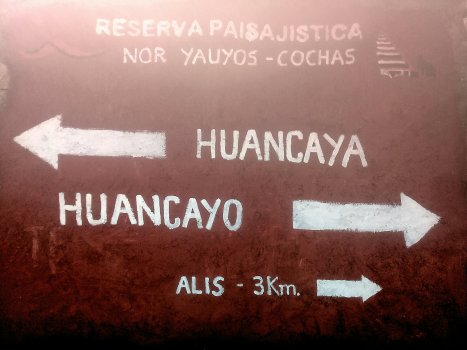 RESERVA PAISAJISTICA
NOR YAUYOS - COCHAS
HUANCAYA
HUANCAYO
ALIS - 3Km.